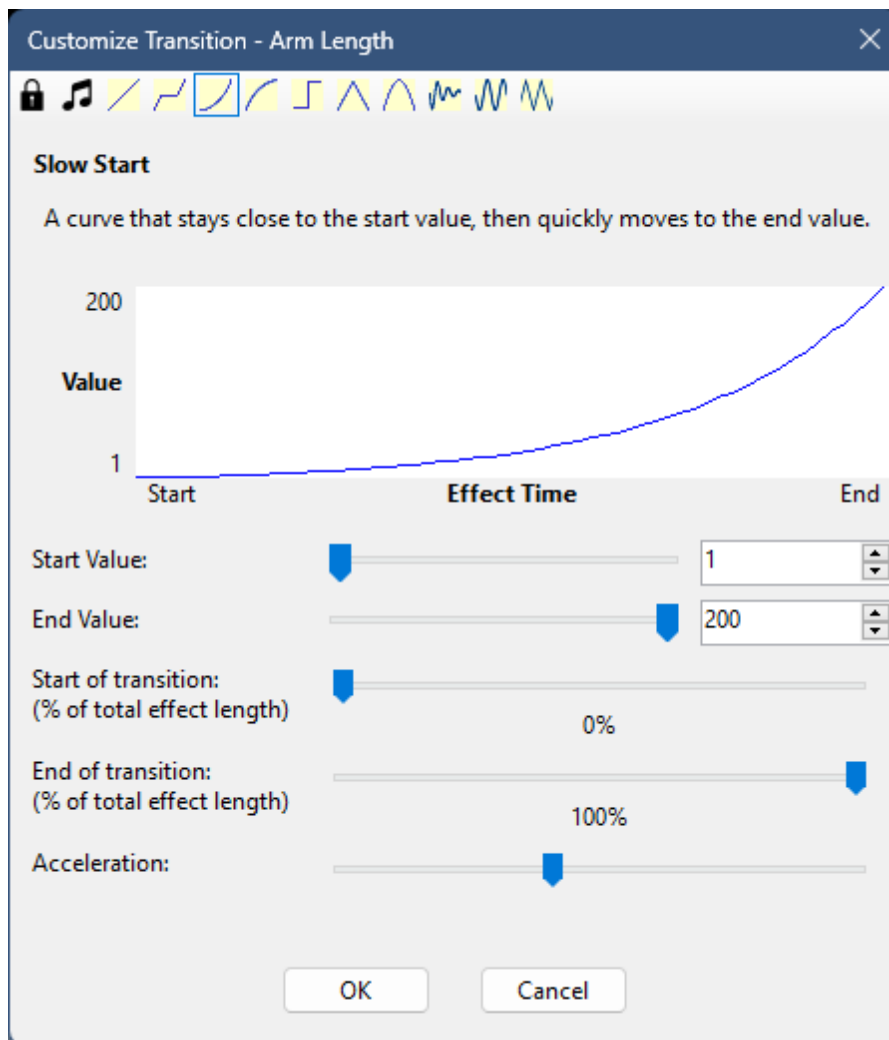 Customize Transition - Arm Length
Slow Start
A curve that stays close to the start value, then quickly moves to the end value.
200
Value
1
Start Effect Time End
Start Value: 1
End Value: 200
Start of transition:
(% of total effect length)
0%
End of transition:
(% of total effect length)
100%
Acceleration:
OK Cancel